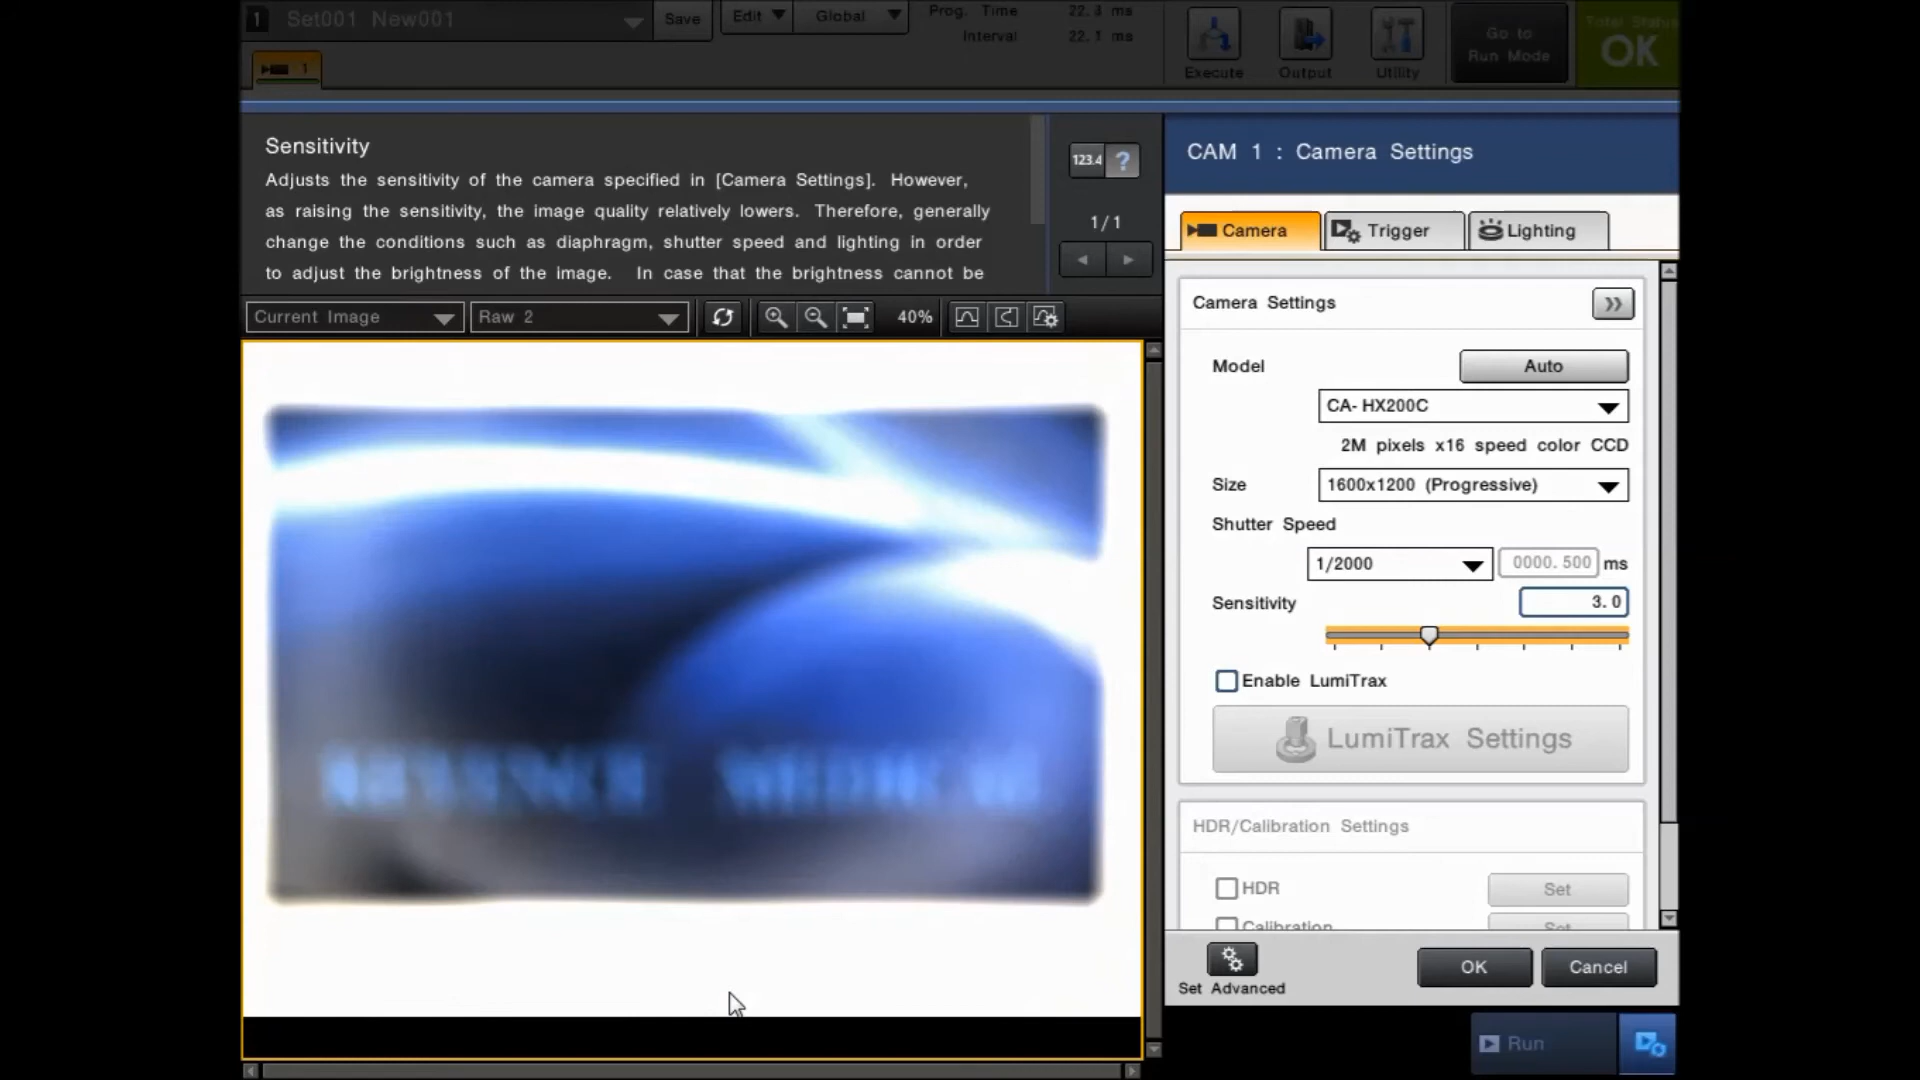 1 Set001 New001
Save
Edit
Global
Prog. Time 22.3 ms
Interval 22.1 ms
Execute
Output
Utility
Go to
Run Mode
Total Status
OK
1
Sensitivity
Adjusts the sensitivity of the camera specified in [Camera Settings]. However,
as raising the sensitivity, the image quality relatively lowers. Therefore, generally
change the conditions such as diaphragm, shutter speed and lighting in order
to adjust the brightness of the image. In case that the brightness cannot be
123.4 ?
1/1
Current Image
Raw 2
40%
CAM 1 : Camera Settings
Camera
Trigger
Lighting
Camera Settings
Model
Auto
CA-HX200C
2M pixels x16 speed color CCD
Size
1600x1200 (Progressive)
Shutter Speed
1/2000
0000.500 ms
Sensitivity
3.0
Enable LumiTrax
LumiTrax Settings
HDR/Calibration Settings
HDR
Set
Calibration
Set
Set Advanced
OK
Cancel
Run